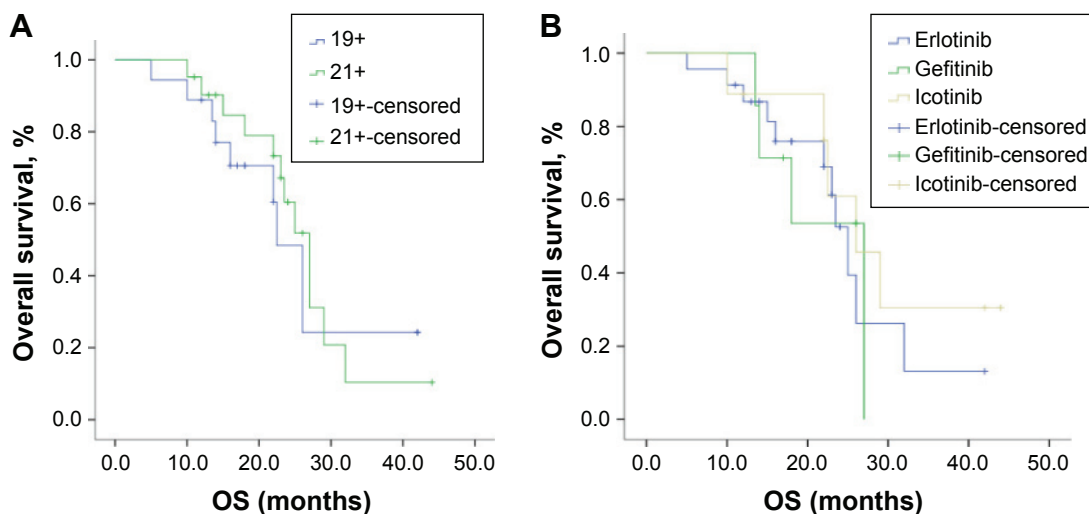 A
Overall survival, %
1.0
0.8
0.6
0.4
0.2
0.0
0.0 10.0 20.0 30.0 40.0 50.0
OS (months)
19+
21+
19+-censored
21+-censored
B
Overall survival, %
1.0
0.8
0.6
0.4
0.2
0.0
0.0 10.0 20.0 30.0 40.0 50.0
OS (months)
Erlotinib
Gefitinib
Icotinib
Erlotinib-censored
Gefitinib-censored
Icotinib-censored